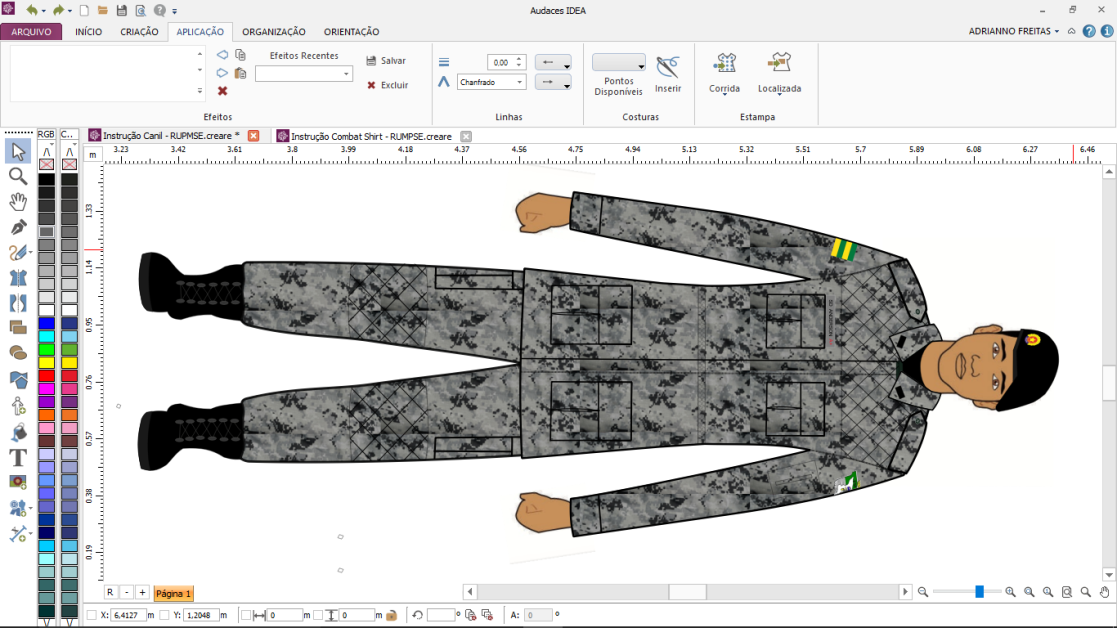 Audaces IDEA
ARQUIVO INÍCIO CRIAÇÃO APLICAÇÃO ORGANIZAÇÃO ORIENTAÇÃO ADRIANNO FREITAS
Efeitos Recentes
Salvar
Excluir
0,00
Chanfrado
Pontos
Disponíveis
Inserir
Corrida
Localizada
Efeitos Linhas Costuras Estampa
RGB C... Instrução Canil - RUPMSE.creare * Instrução Combat Shirt - RUMPSE.creare
m 3.23 3.42 3.61 3.8 3.99 4.18 4.37 4.56 4.75 4.94 5.13 5.32 5.51 5.7 5.89 6.08 6.27 6.46
1.33
1.14
0.95
0.76
0.57
0.38
0.19
R - + Página 1
X: 6,4127 m Y: 1,2048 m 0 m 0 m ° A: 0 °